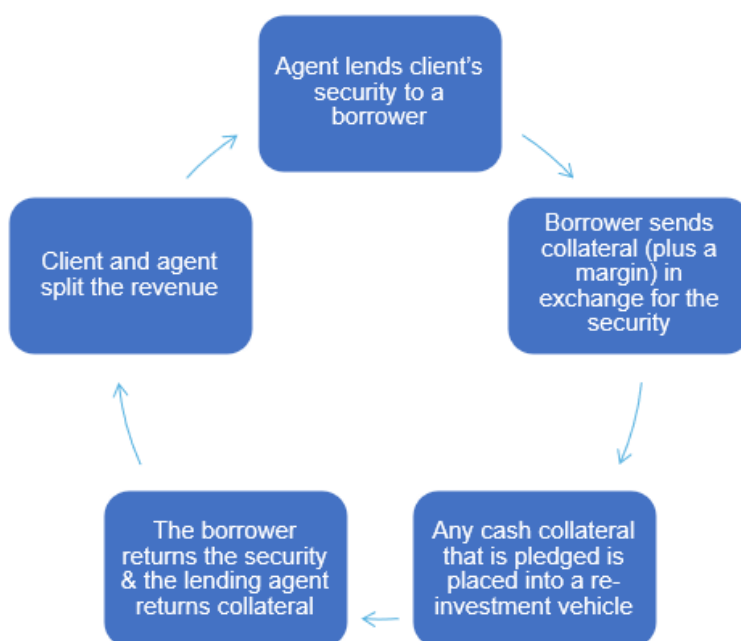 Agent lends client’s
security to a
borrower
Borrower sends
collateral (plus a
margin) in
exchange for the
security
Any cash collateral
that is pledged is
placed into a re-
investment vehicle
The borrower
returns the security
& the lending agent
returns collateral
Client and agent
split the revenue